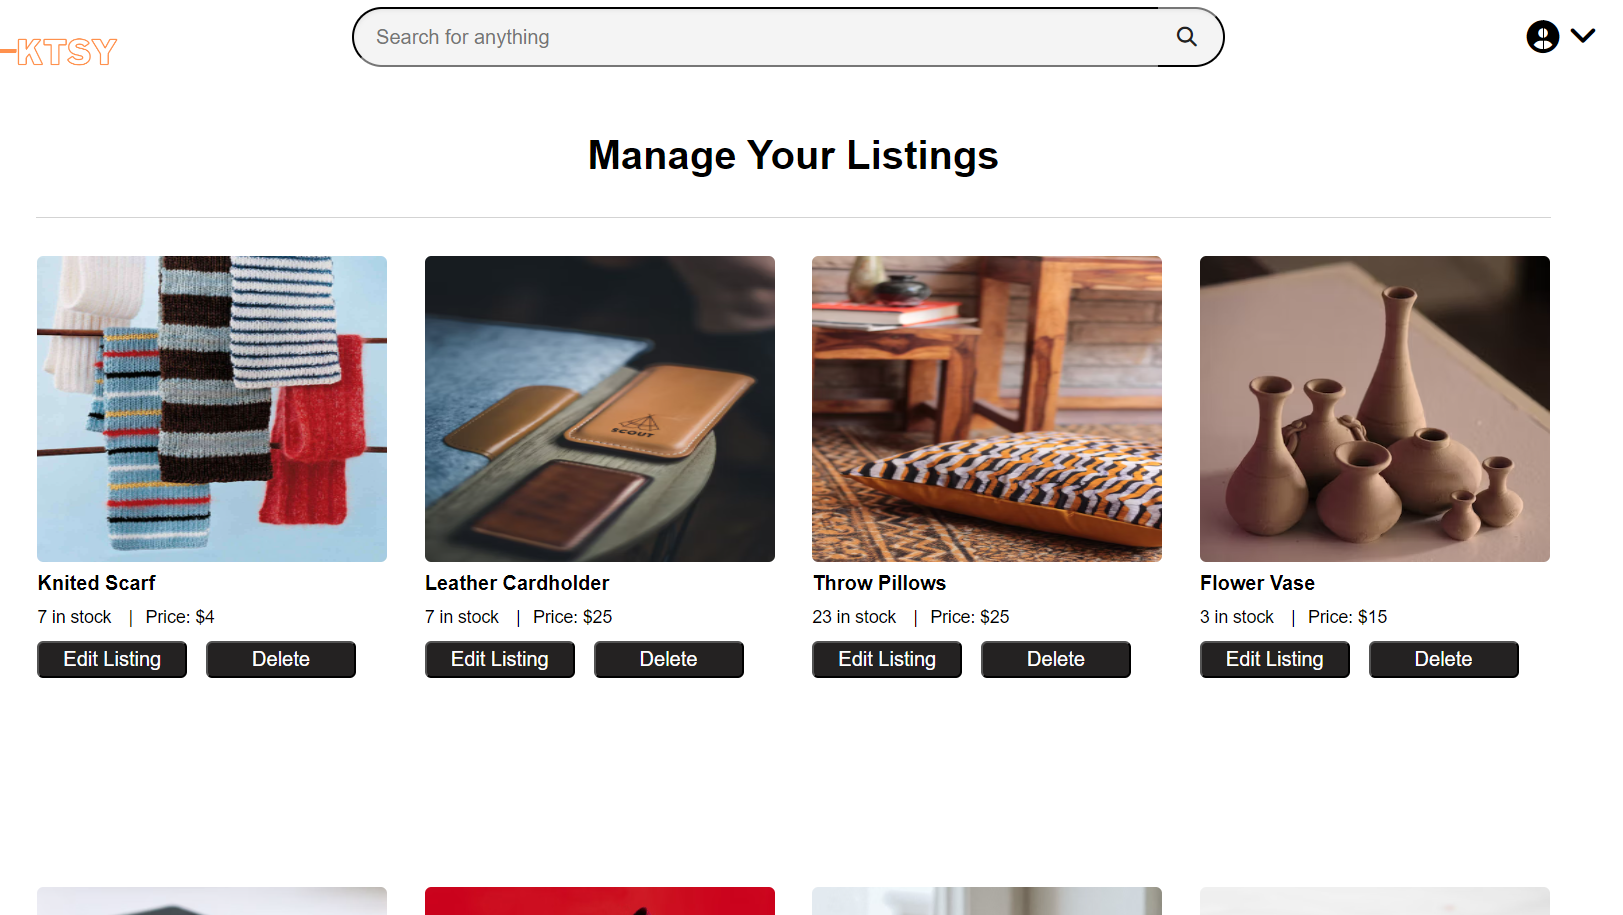 KTSY
Search for anything
Manage Your Listings
SCOUT
Knited Scarf
Leather Cardholder
Throw Pillows
Flower Vase
7 in stock | Price: $4
7 in stock | Price: $25
23 in stock | Price: $25
3 in stock | Price: $15
Edit Listing Delete
Edit Listing Delete
Edit Listing Delete
Edit Listing Delete